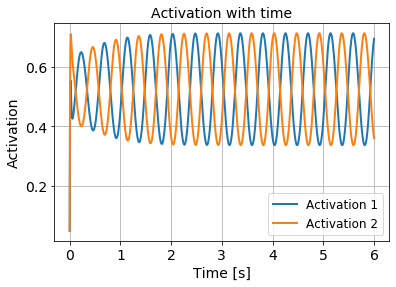 Activation with time
Activation
0.6
0.4
0.2
0 1 2 3 4 5 6
Time [s]
Activation 1
Activation 2